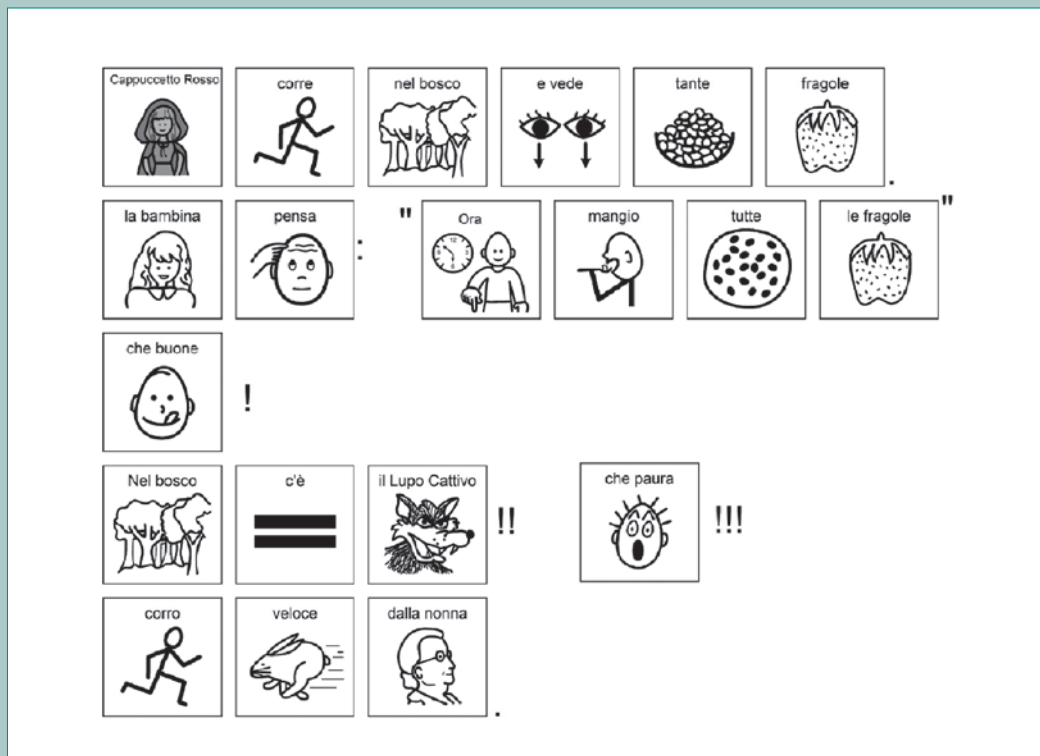 Cappuccetto Rosso corre nel bosco e vede tante fragole.
la bambina pensa: "Ora mangio tutte le fragole"
che buone!
Nel bosco c'è il Lupo Cattivo!! che paura!!!
corro veloce dalla nonna.